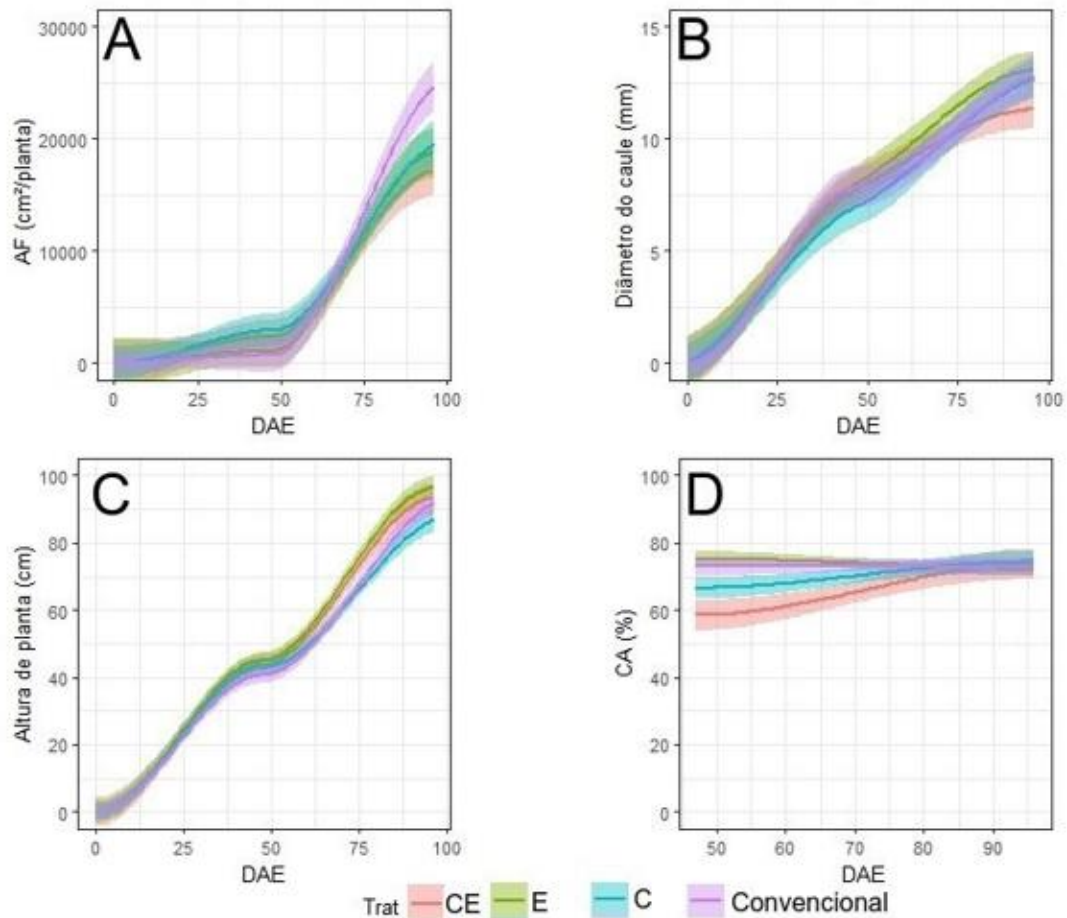 A
AF (cm²/planta)
30000
20000
10000
0
0 25 50 75 100
DAE
B
Diâmetro do caule (mm)
15
10
5
0
0 25 50 75 100
DAE
C
Altura de planta (cm)
100
80
60
40
20
0
0 25 50 75 100
DAE
D
CA (%)
100
80
60
40
20
0
50 60 70 80 90
DAE
Trat CE E C Convencional